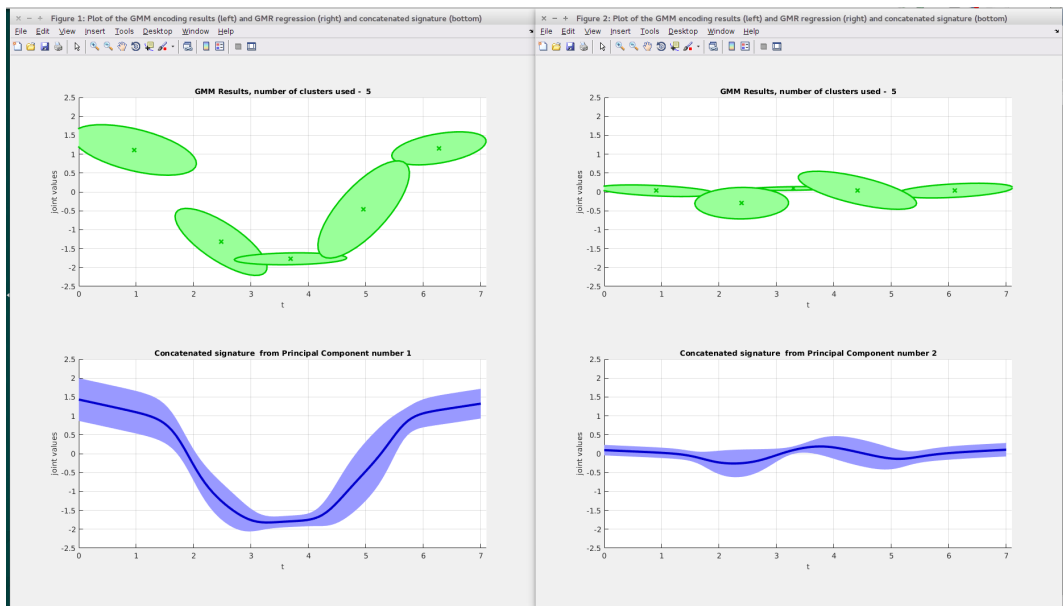 Figure 1: Plot of the GMM encoding results (left) and GMR regression (right) and concatenated signature (bottom)
File Edit View Insert Tools Desktop Window Help
GMM Results, number of clusters used - 5
joint values
2.5
2
1.5
1
0.5
0
-0.5
-1
-1.5
-2
-2.5
0 1 2 3 4 5 6 7
t
Concatenated signature from Principal Component number 1
joint values
2.5
2
1.5
1
0.5
0
-0.5
-1
-1.5
-2
-2.5
0 1 2 3 4 5 6 7
t
Figure 2: Plot of the GMM encoding results (left) and GMR regression (right) and concatenated signature (bottom)
File Edit View Insert Tools Desktop Window Help
GMM Results, number of clusters used - 5
joint values
2.5
2
1.5
1
0.5
0
-0.5
-1
-1.5
-2
-2.5
0 1 2 3 4 5 6 7
t
Concatenated signature from Principal Component number 2
joint values
2.5
2
1.5
1
0.5
0
-0.5
-1
-1.5
-2
-2.5
0 1 2 3 4 5 6 7
t